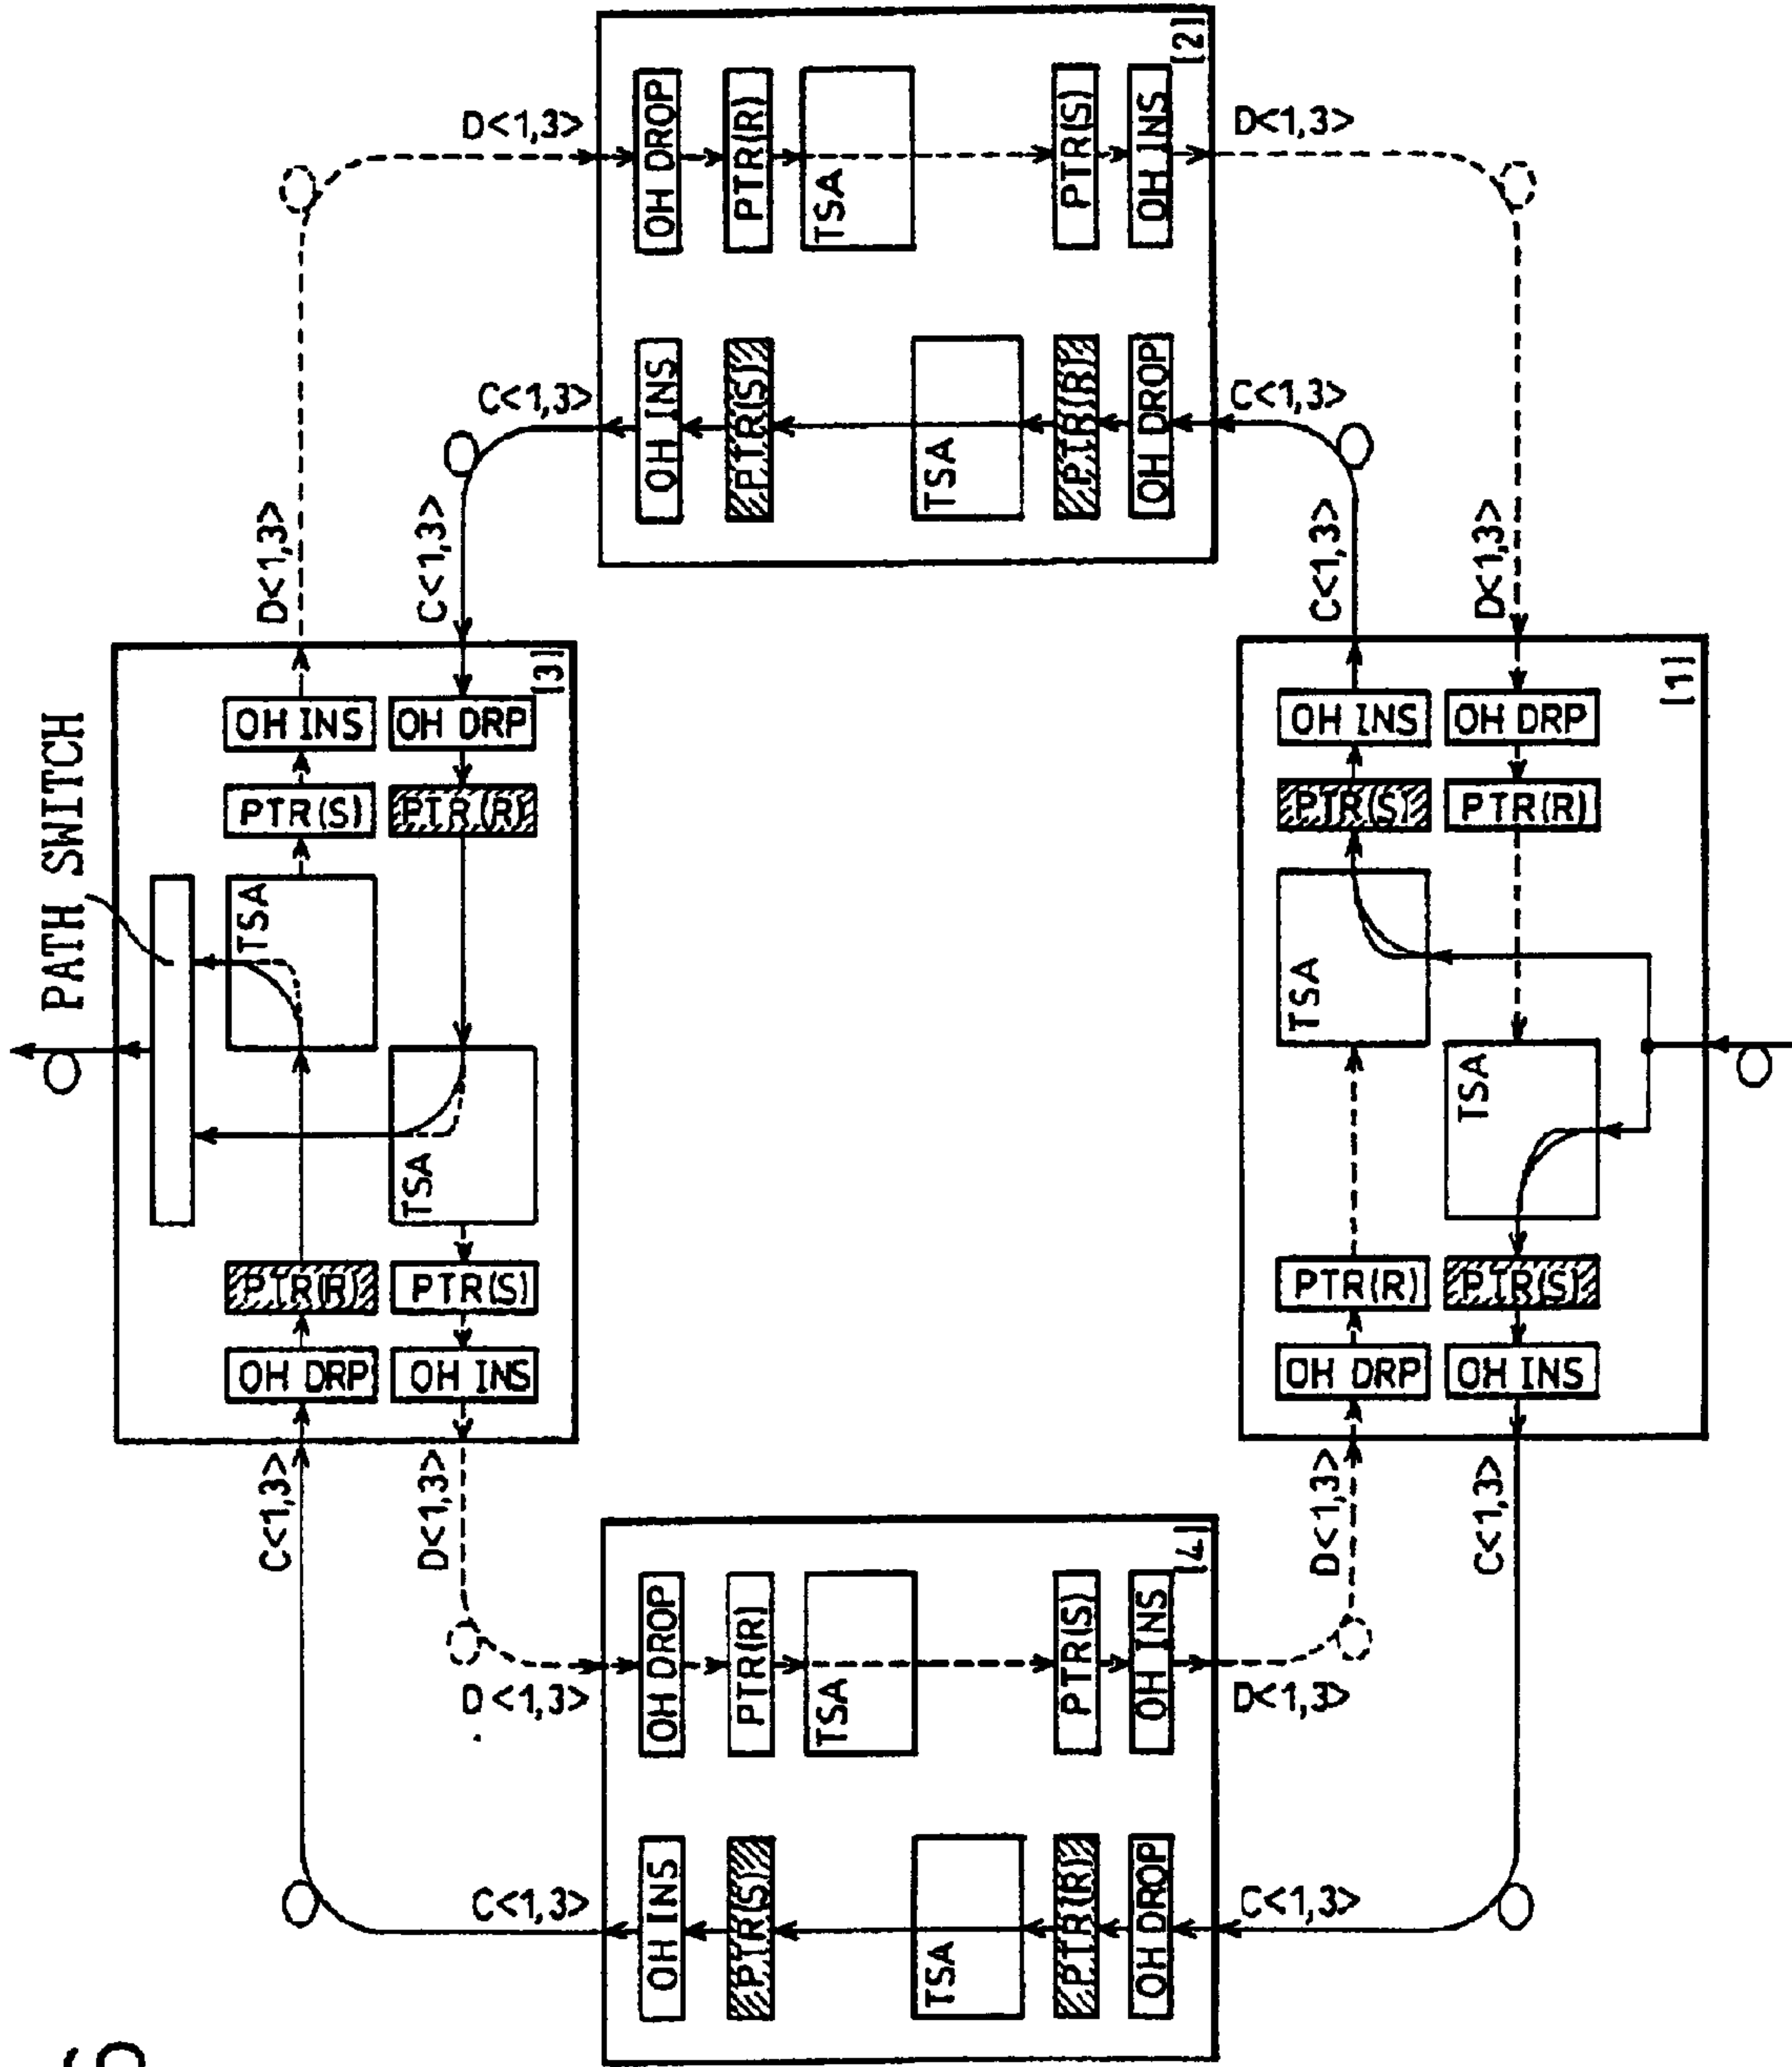 6
PATH SWITCH
[3]
OH INS
PTR(S)
TSA
PTR(R)
OH DRP
OH DRP
PTR(R)
TSA
PTR(S)
OH INS
C<1,3>
D<1,3>
D<1,3>
C<1,3>
D<1,3>
C<1,3>
[2]
OH DROP
PTR(R)
TSA
PTR(S)
OH INS
OH INS
PTR(S)
TSA
PTR(R)
OH DROP
D<1,3>
C<1,3>
C<1,3>
D<1,3>
C<1,3>
D<1,3>
[4]
OH DROP
PTR(R)
TSA
PTR(S)
OH INS
OH INS
PTR(S)
TSA
PTR(R)
OH DROP
D<1,3>
C<1,3>
D<1,3>
C<1,3>
[1]
OH INS
PTR(S)
TSA
PTR(R)
OH DRP
OH DRP
PTR(R)
TSA
PTR(S)
OH INS